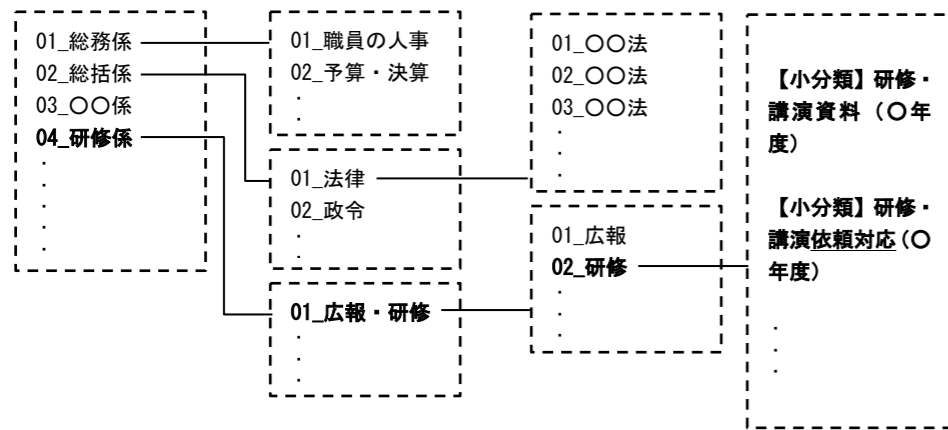 01_総務係
02_総括係
03_〇〇係
04_研修係
.
.
.
.
01_職員の人事
02_予算・決算
.
.
01_法律
02_政令
.
.
01_広報・研修
.
.
.
01_〇〇法
02_〇〇法
03_〇〇法
.
.
.
01_広報
02_研修
.
.
.
【小分類】研修・
講演資料（〇年
度）
【小分類】研修・
講演依頼対応（〇
年度）
.
.
.